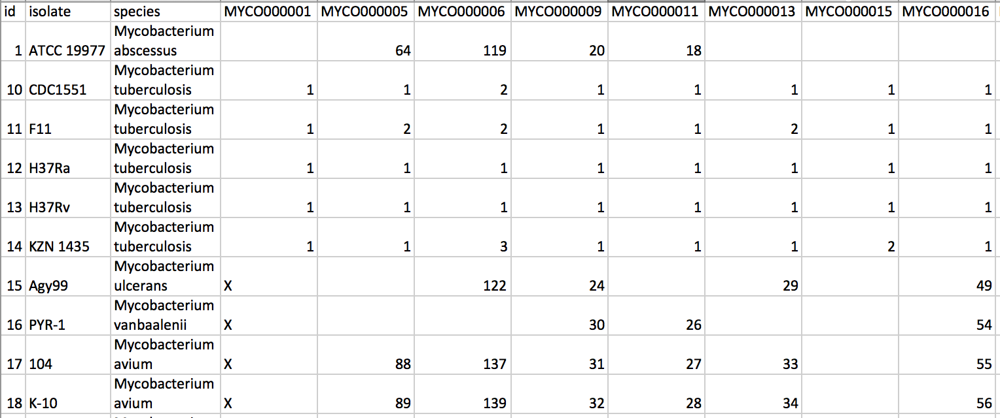 id isolate species MYCO000001 MYCO000005 MYCO000006 MYCO000009 MYCO000011 MYCO000013 MYCO000015 MYCO000016
Mycobacterium
1 ATCC 19977 abscessus 64 119 20 18
Mycobacterium
10 CDC1551 tuberculosis 1 1 2 1 1 1 1 1
Mycobacterium
11 F11 tuberculosis 1 2 2 1 1 2 1 1
Mycobacterium
12 H37Ra tuberculosis 1 1 1 1 1 1 1 1
Mycobacterium
13 H37Rv tuberculosis 1 1 1 1 1 1 1 1
Mycobacterium
14 KZN 1435 tuberculosis 1 1 3 1 1 1 2 1
Mycobacterium
15 Agy99 ulcerans X 122 24 29 49
Mycobacterium
16 PYR-1 vanbaalenii X 30 26 54
Mycobacterium
17 104 avium X 88 137 31 27 33 55
Mycobacterium
18 K-10 avium X 89 139 32 28 34 56